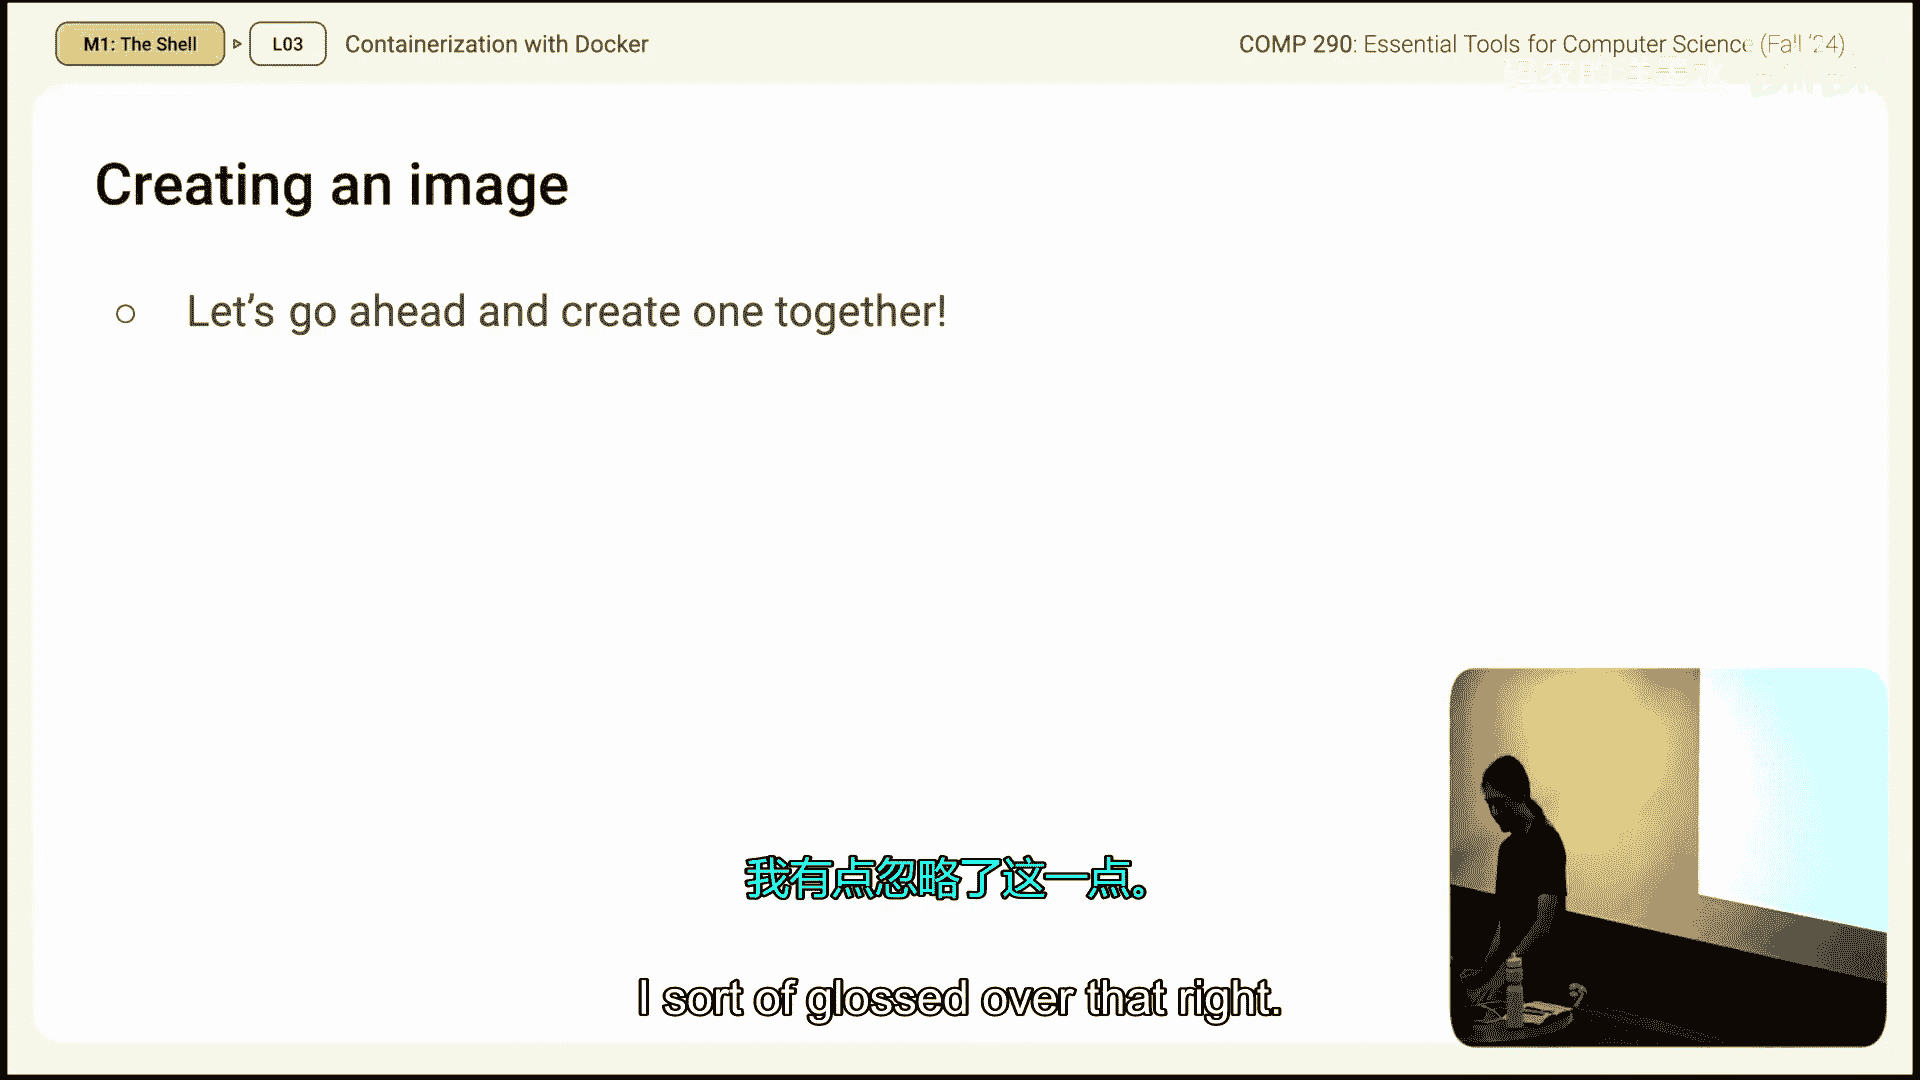 M1: The Shell
L03
Containerization with Docker
COMP 290: Essential Tools for Computer Science (Fall '24)
Creating an image
Let's go ahead and create one together!
我有点忽略了这一点。
I sort of glossed over that right.